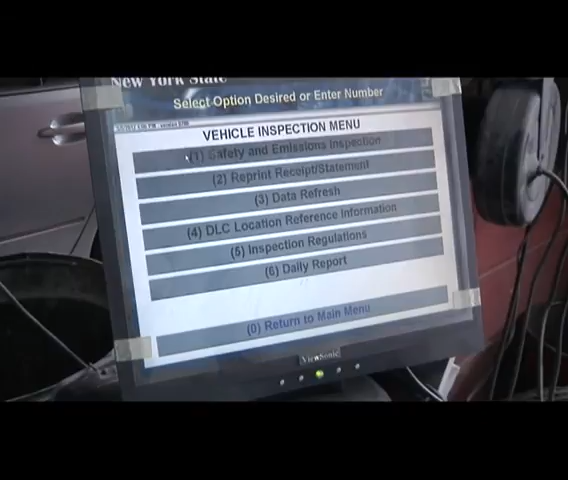 New York State
Select Option Desired or Enter Number
VEHICLE INSPECTION MENU
(1) Safety and Emissions Inspection
(2) Reprint Receipt/Statement
(3) Data Refresh
(4) DLC Location Reference Information
(5) Inspection Regulations
(6) Daily Report
(0) Return to Main Menu
ViewSonic